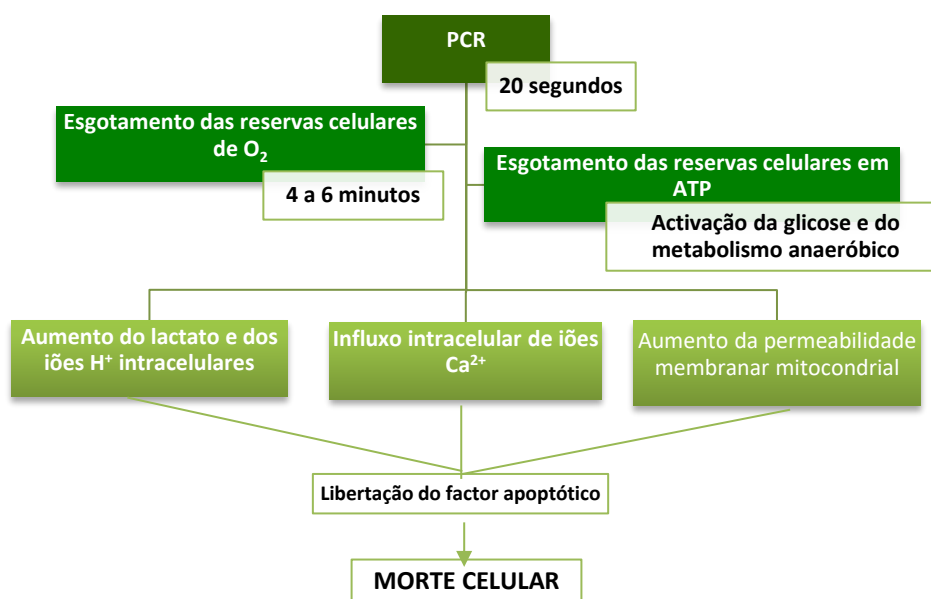 PCR
20 segundos
Esgotamento das reservas celulares
de O₂
4 a 6 minutos
Esgotamento das reservas celulares em
ATP
Activação da glicose e do
metabolismo anaeróbico
Aumento do lactato e dos
iões H⁺ intracelulares
Influxo intracelular de iões
Ca²⁺
Aumento da permeabilidade
membranar mitocondrial
Libertação do factor apoptótico
MORTE CELULAR